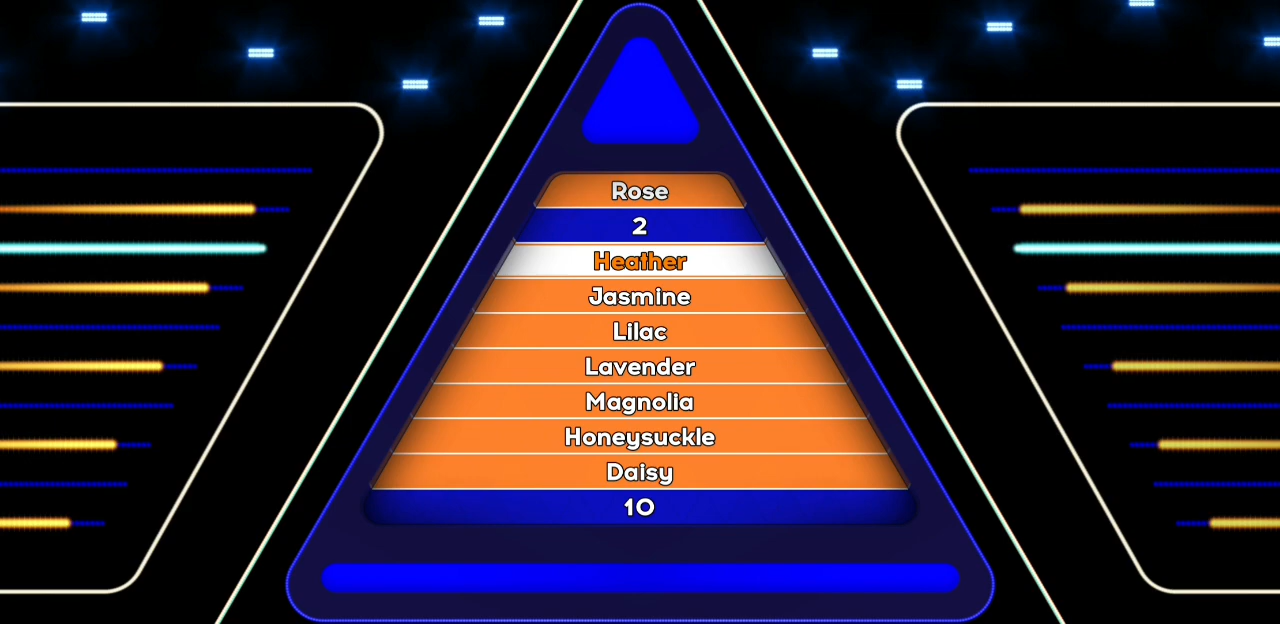 Rose
2
Heather
Jasmine
Lilac
Lavender
Magnolia
Honeysuckle
Daisy
10